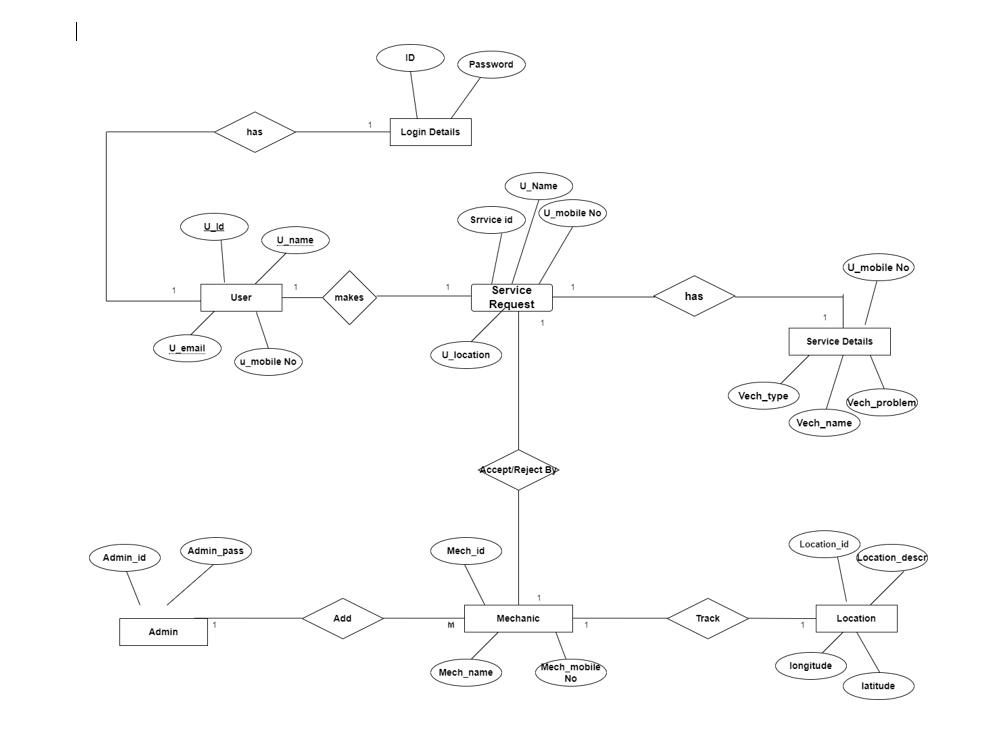 ID
Password
has
1
Login Details
U_Name
Srrvice id
U_mobile No
U_Id
U_name
U_mobile No
1
User
1
makes
1
Service
Request
1
has
1
1
Service Details
U_email
u_mobile No
U_location
Vech_type
Vech_problem
Vech_name
Accept/Reject By
Admin_id
Admin_pass
Mech_id
Location_id
Location_descr
1
Admin
1
Add
M
Mechanic
1
Track
1
Location
Mech_name
Mech_mobile
No
longitude
latitude